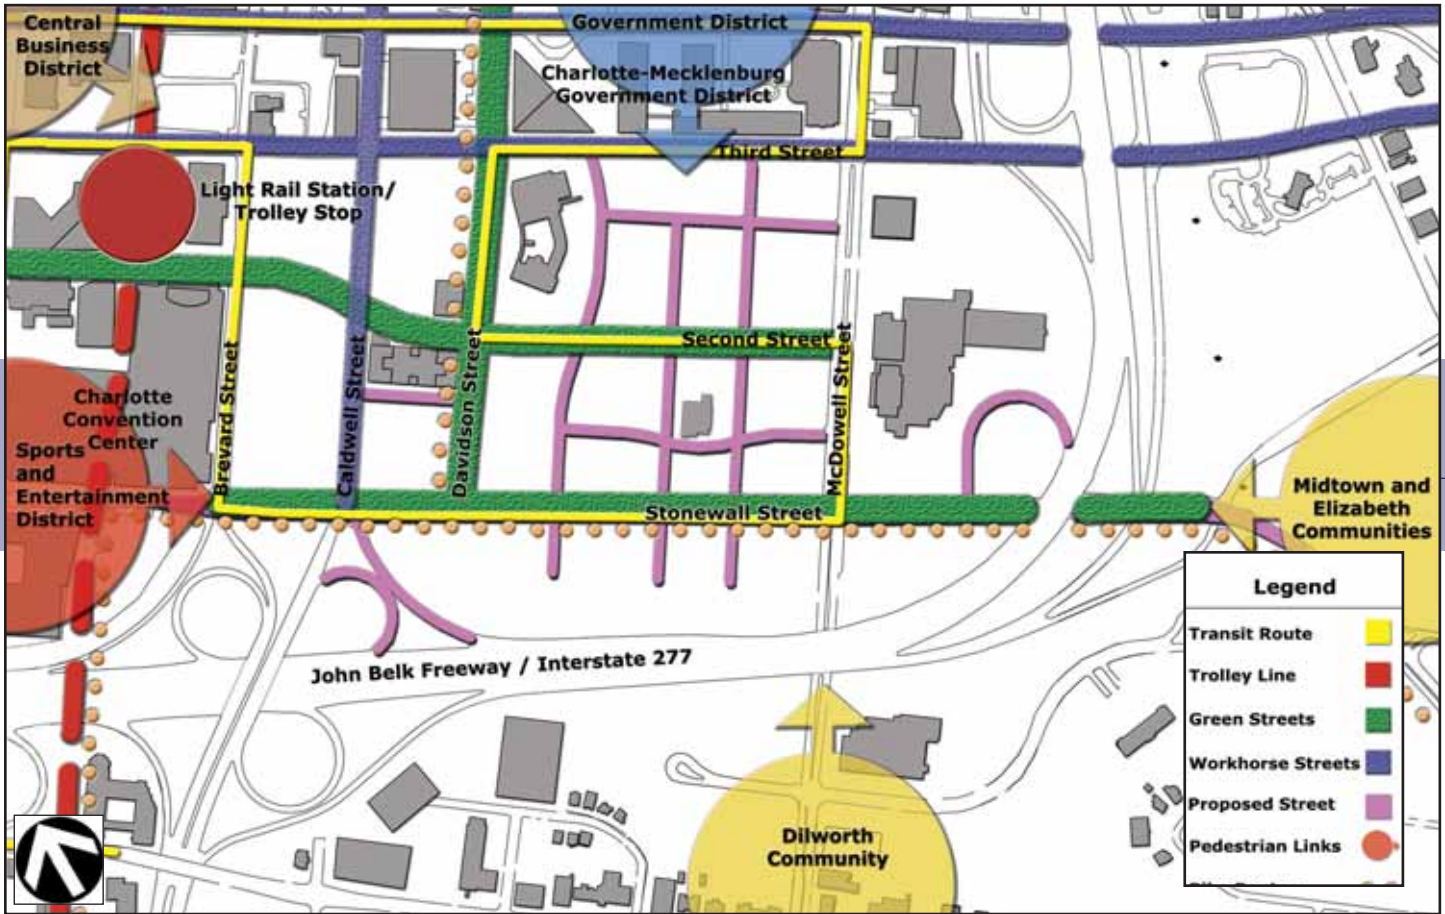 Central
Business
District
Government District
Charlotte-Mecklenburg
Government District
Third Street
Light Rail Station/
Trolley Stop
Second Street
Brevard Street
Caldwell Street
Davidson Street
McDowell Street
Charlotte
Convention
Center
Sports
and
Entertainment
District
Stonewall Street
Midtown and
Elizabeth
Communities
John Belk Freeway / Interstate 277
Dilworth
Community
Legend
Transit Route
Trolley Line
Green Streets
Workhorse Streets
Proposed Street
Pedestrian Links